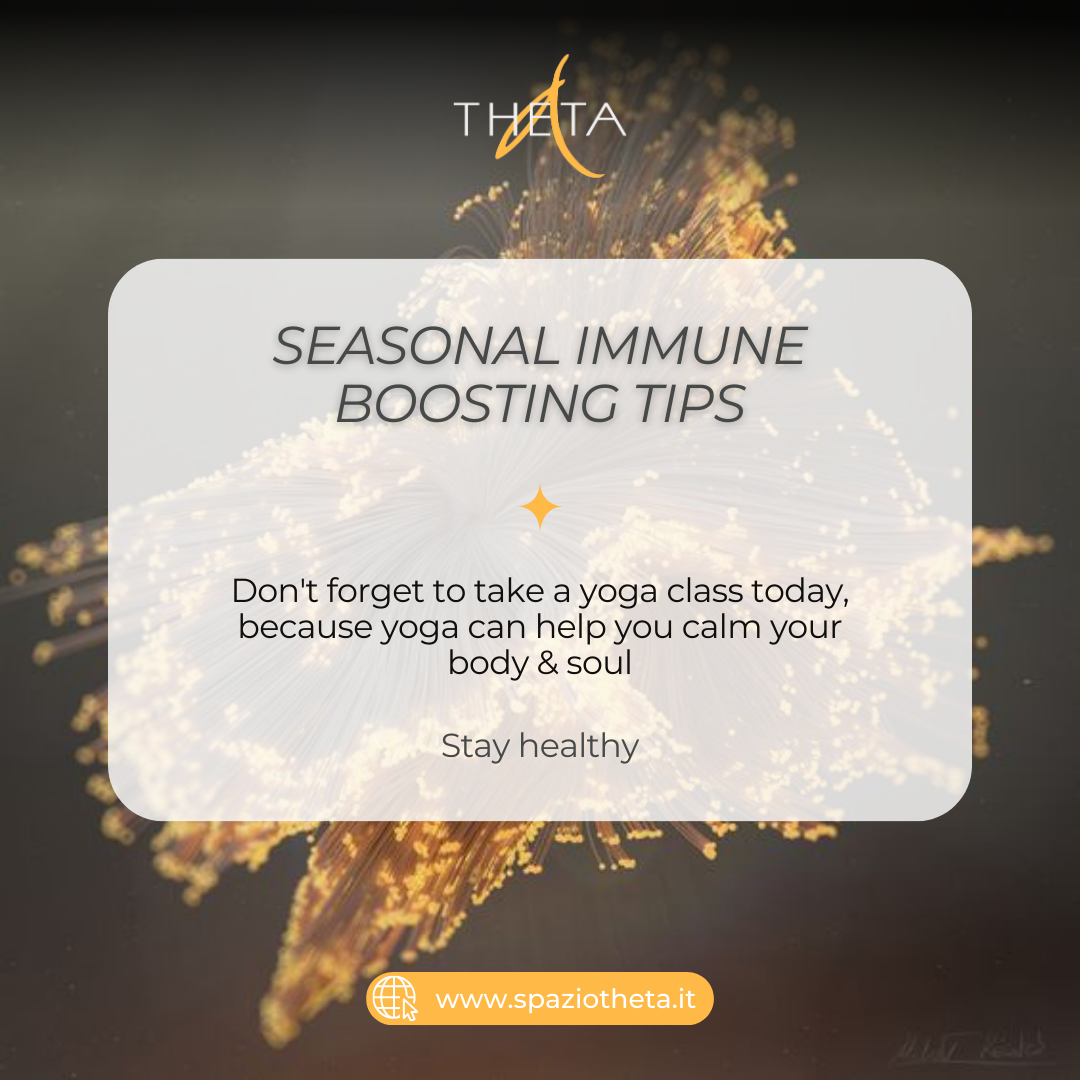 THETA
SEASONAL IMMUNE
BOOSTING TIPS
Don't forget to take a yoga class today,
because yoga can help you calm your
body & soul
Stay healthy
www.spaziotheta.it